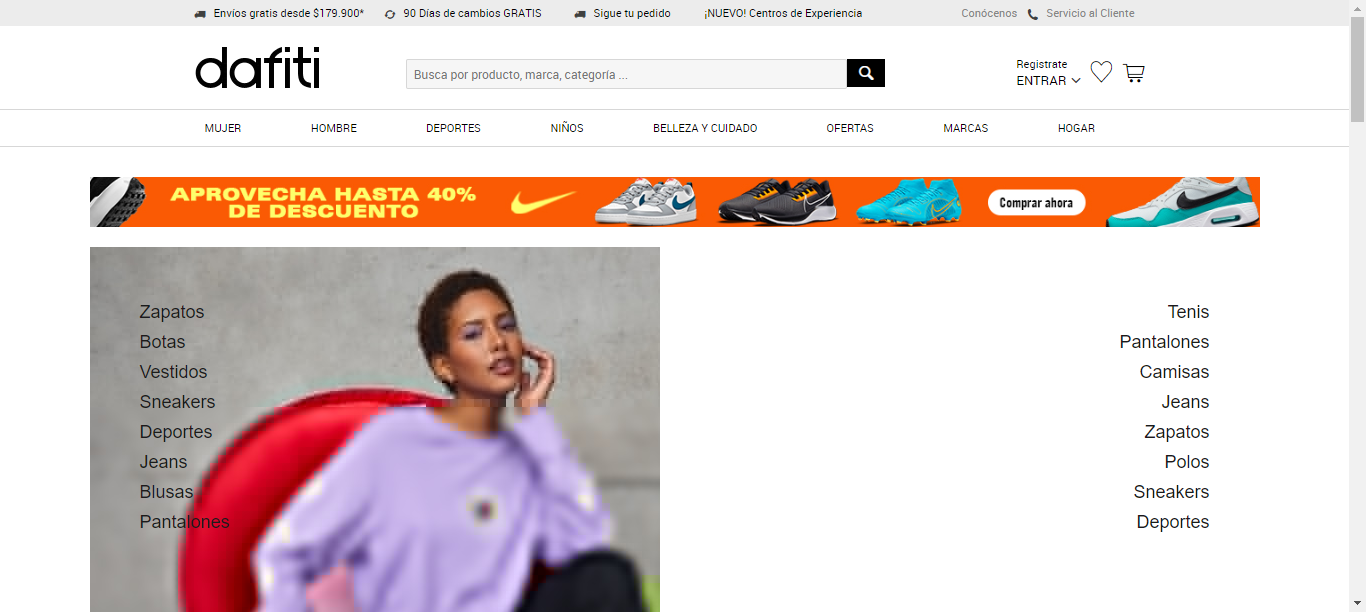 Envíos gratis desde $179.900*
90 Días de cambios GRATIS
Sigue tu pedido
¡NUEVO! Centros de Experiencia
Conócenos
Servicio al Cliente
dafiti
Busca por producto, marca, categoría ...
Registrate
ENTRAR
MUJER
HOMBRE
DEPORTES
NIÑOS
BELLEZA Y CUIDADO
OFERTAS
MARCAS
HOGAR
APROVECHA HASTA 40%
DE DESCUENTO
Comprar ahora
Zapatos
Botas
Vestidos
Sneakers
Deportes
Jeans
Blusas
Pantalones
Tenis
Pantalones
Camisas
Jeans
Zapatos
Polos
Sneakers
Deportes